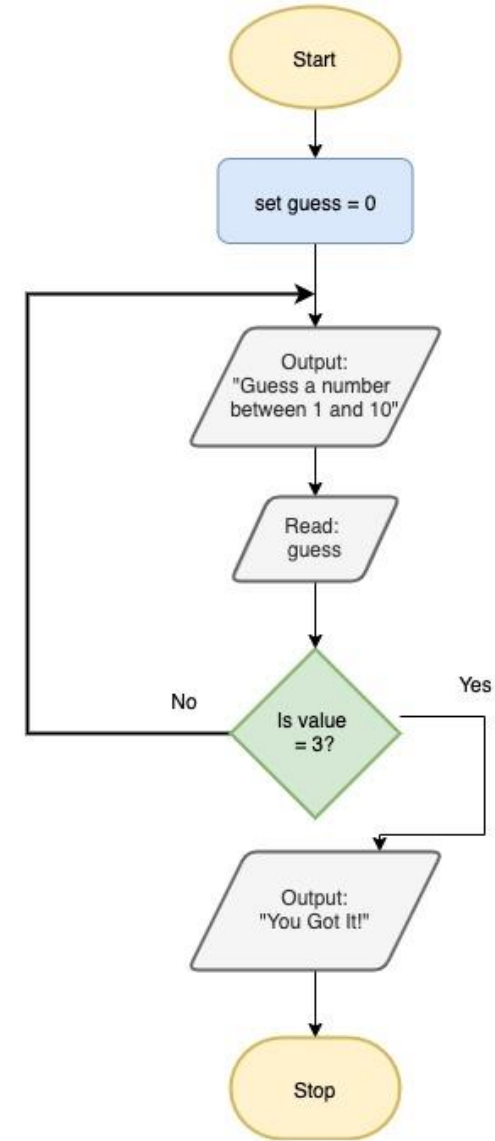 Start
set guess = 0
Output:
"Guess a number
between 1 and 10"
Read:
guess
Is value
= 3?
No
Yes
Output:
"You Got It!"
Stop